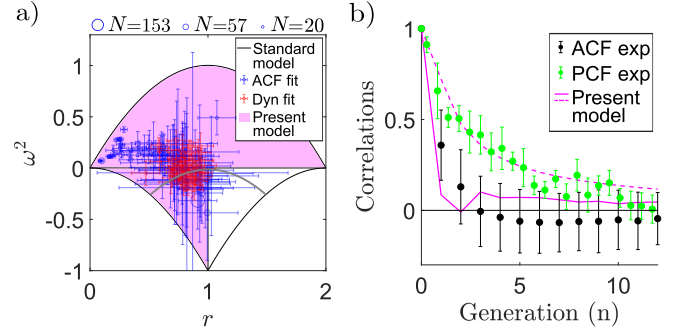 a)
N=153 N=57 N=20
Standard model
ACF fit
Dyn fit
Present model
1
0.5
0
-0.5
-1
ω²
0 1 2
r
b)
ACF exp
PCF exp
Present model
1
0.5
0
Correlations
0 5 10
Generation (n)